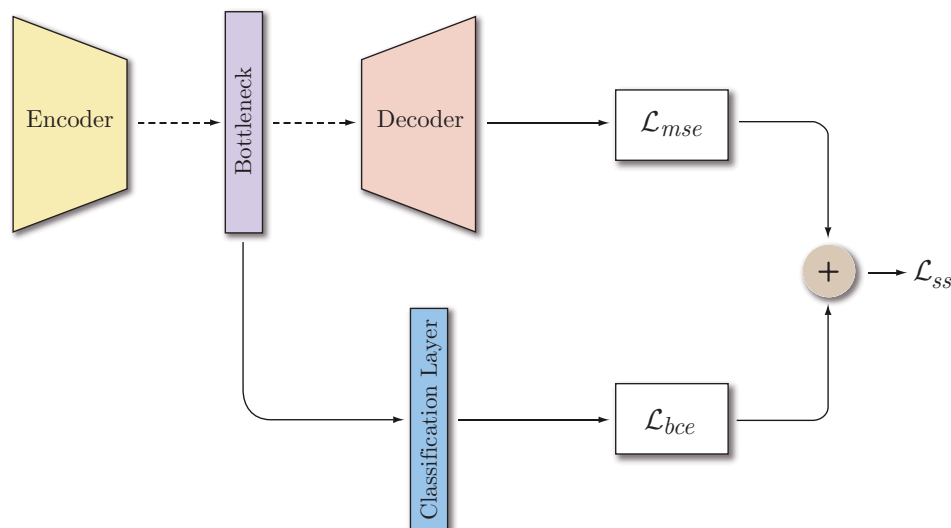 Encoder
Bottleneck
Decoder
ℒmse
+
ℒss
Classification Layer
ℒbce